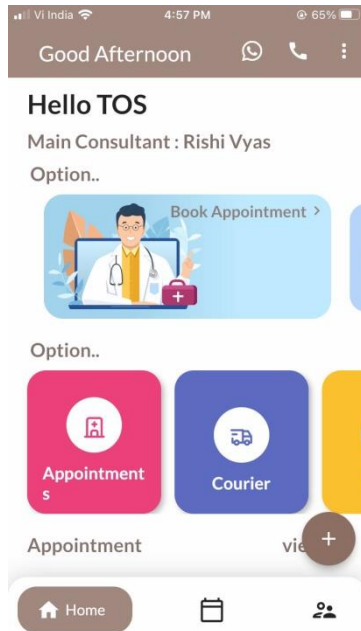 Vi India 4:57 PM 65%
Good Afternoon
Hello TOS
Main Consultant : Rishi Vyas
Option..
Book Appointment >
Option..
Appointment
s
Courier
Appointment
+
Home